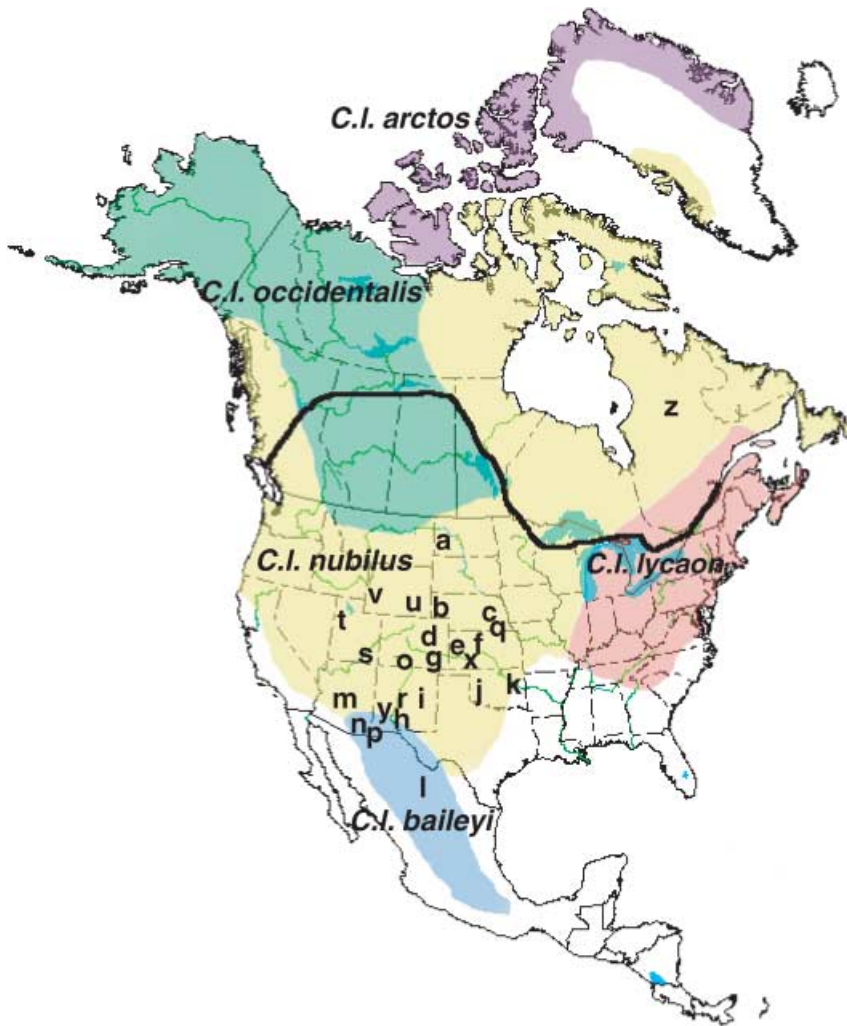 C.l. arctos
C.l. occidentalis
z
a
C.l. nubilus
C.l. lycaon
v
u b c
t q
d e f
s o g x
m r i j k
y
n h
p
l
C.l. baileyi